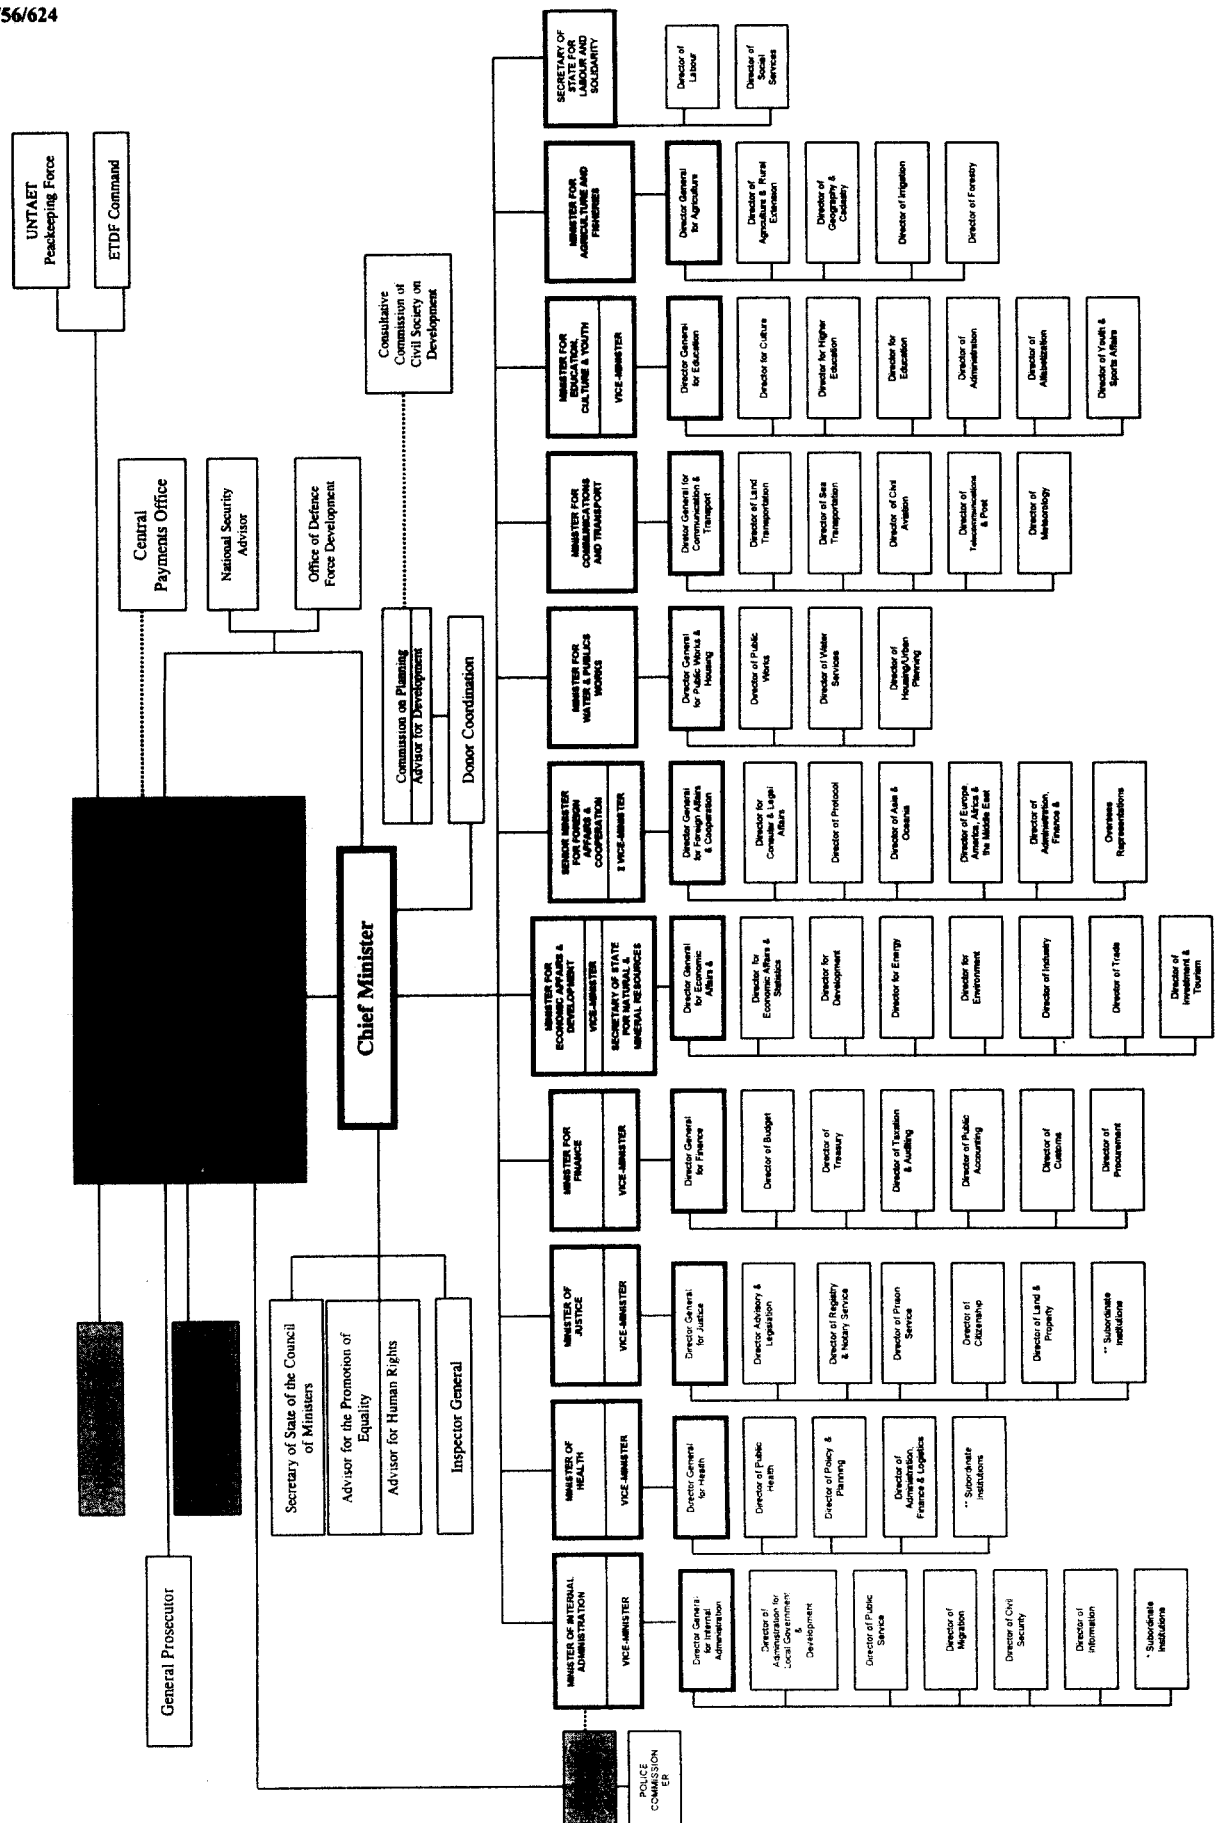 /56/624
UNTAET
Peackeeping Force
ETDF Command
Central
Payments Office
National Security
Advisor
Office of Defence
Force Development
Consultative
Commission of
Civil Society on
Development
Commission on Planning
Advisor for Development
Donor Coordination
Chief Minister
General Prosecutor
Secretary of State of the Council
of Ministers
Advisor for the Promotion of
Equality
Advisor for Human Rights
Inspector General
POLICE
COMMISSION
ER
MINISTER OF INTERNAL
ADMINISTRATION
VICE-MINISTER
Director General
for Internal
Administration
Director of
Administration for
Local Government
&
Development
Director of Public
Service
Director of
Migration
Director of Civil
Security
Director of
Information
* Subordinate
Institutions
MINISTER OF
HEALTH
VICE-MINISTER
Director General
for Health
Director of Public
Health
Director of Policy &
Planning
Director of
Administration,
Finance & Logistics
** Subordinate
Institutions
MINISTER OF
JUSTICE
VICE-MINISTER
Director General
for Justice
Director Advisory &
Legislation
Director of Registry
& Notary Service
Director of Prison
Service
Director of
Citizenship
Director of Land &
Property
** Subordinate
Institutions
MINISTER FOR
FINANCE
VICE-MINISTER
Director General
for Finance
Director of Budget
Director of
Treasury
Director of Taxation
& Auditing
Director of Public
Accounting
Director of
Customs
Director of
Procurement
MINISTER FOR
ECONOMIC AFFAIRS &
DEVELOPMENT
VICE-MINISTER
SECRETARY OF STATE
FOR NATURAL &
MINERAL RESOURCES
Director General
for Economic
Affairs &
Director for
Economic Affairs &
Statistics
Director for
Development
Director for Energy
Director for
Environment
Director of Industry
Director of Trade
Director of
Investment &
Tourism
SENIOR MINISTER
FOR FOREIGN
AFFAIRS &
COOPERATION
2 VICE-MINISTER
Director General
for Foreign Affairs
& Cooperation
Director for
Consular & Legal
Affairs
Director of Protocol
Director of Asia &
Oceania
Director of Europe,
America, Africa &
the Middle East
Director of
Administration,
Finance &
Overseas
Representations
MINISTER FOR
WATER & PUBLICS
WORKS
Director General
for Public Works &
Housing
Director of Public
Works
Director of Water
Services
Director of
Housing/Urban
Planning
MINISTER FOR
COMMUNICATIONS
AND TRANSPORT
Diretor General for
Communication &
Transport
Director of Land
Transportation
Director of Sea
Transportation
Director of Civil
Aviation
Director of
Telecommunications
& Post
Director of
Meteorology
MINISTER FOR
EDUCATION,
CULTURE & YOUTH
VICE-MINISTER
Director General
for Education
Director for Culture
Director for Higher
Education
Director for
Education
Director of
Administration
Director of
Alfabetization
Director of Youth &
Sports Affairs
MINISTER FOR
AGRICULTURE AND
FISHERIES
Director General
for Agriculture
Director of
Agriculture & Rural
Extension
Director of
Geography &
Cadastry
Director of Irrigation
Director of Forestry
SECRETARY OF
STATE FOR
LABOUR AND
SOLIDARITY
Director of
Labour
Director of
Social
Services